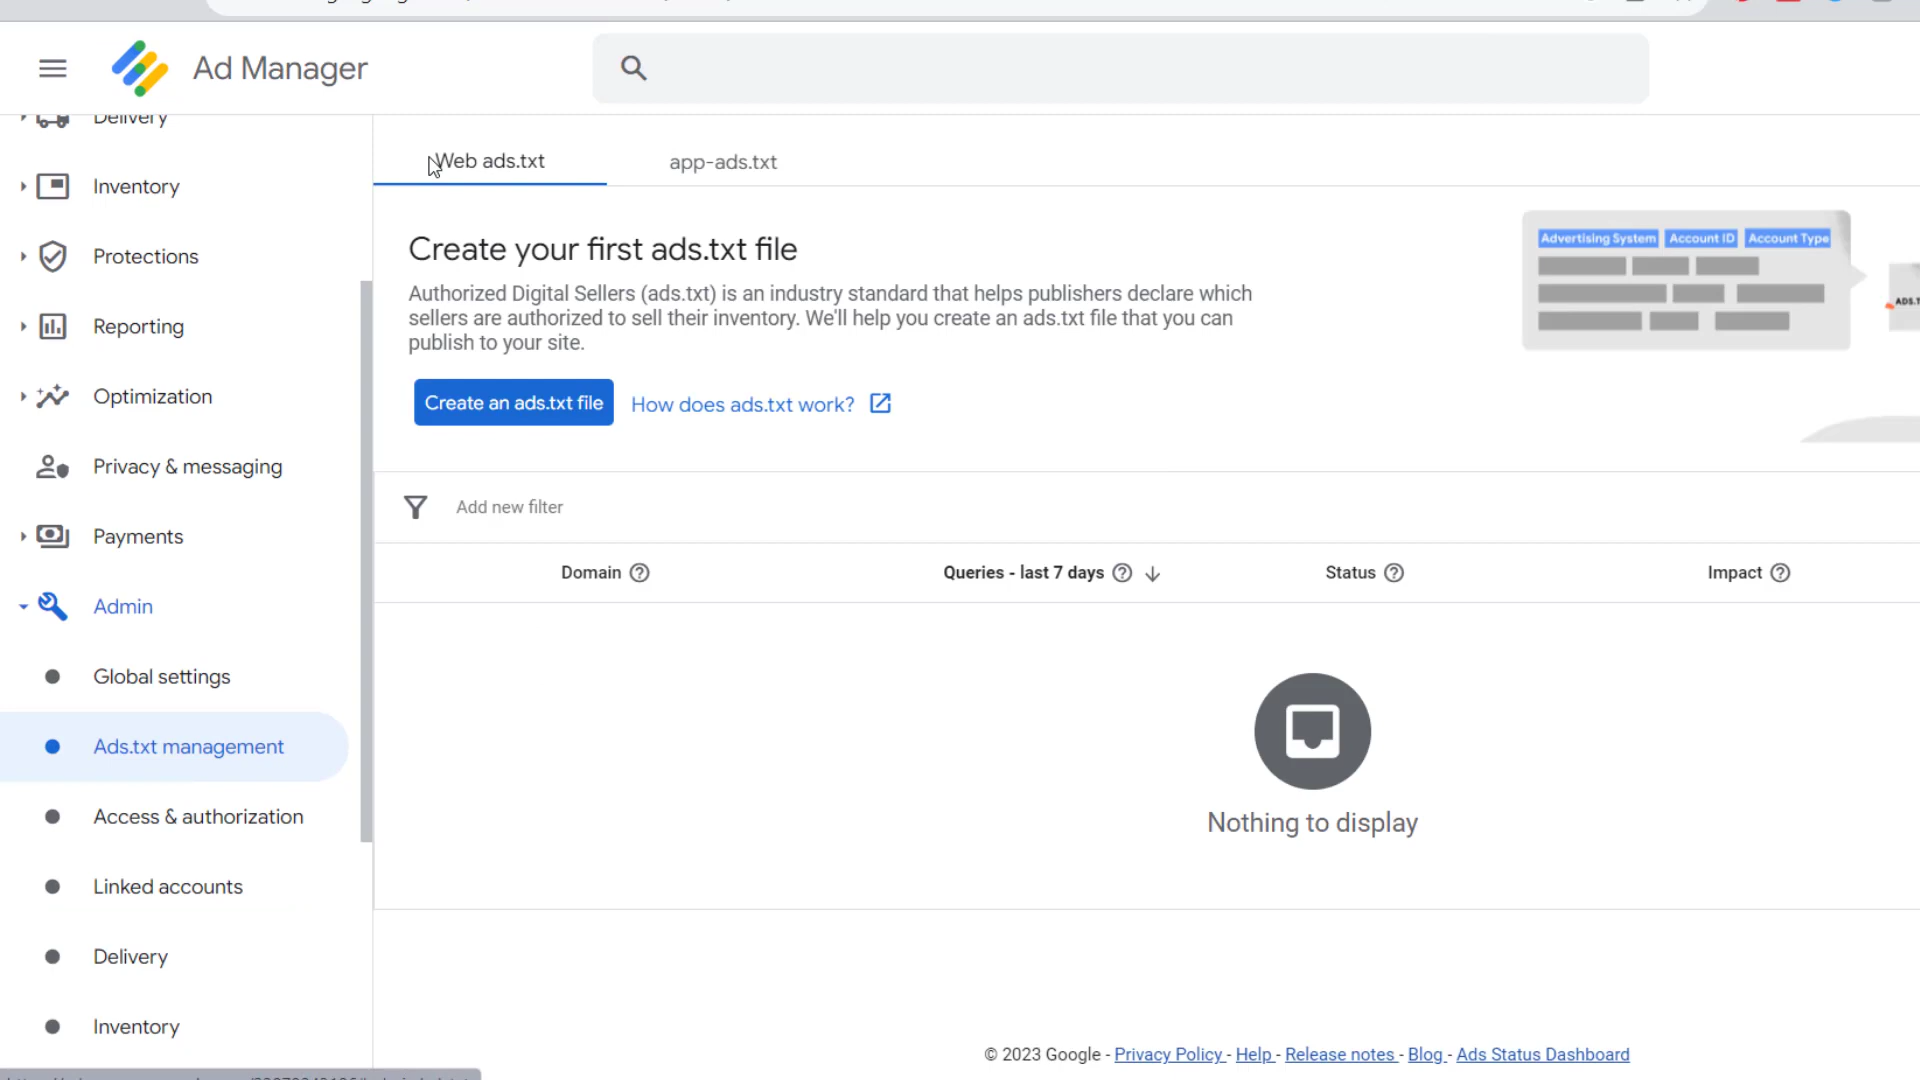 Ad Manager
Delivery
Inventory
Protections
Reporting
Optimization
Privacy & messaging
Payments
Admin
Global settings
Ads.txt management
Access & authorization
Linked accounts
Delivery
Inventory
Web ads.txt
app-ads.txt
Create your first ads.txt file
Authorized Digital Sellers (ads.txt) is an industry standard that helps publishers declare which
sellers are authorized to sell their inventory. We'll help you create an ads.txt file that you can
publish to your site.
Create an ads.txt file
How does ads.txt work?
Advertising System Account ID Account Type
Add new filter
Domain
Queries - last 7 days
Status
Impact
Nothing to display
© 2023 Google - Privacy Policy - Help - Release notes - Blog - Ads Status Dashboard